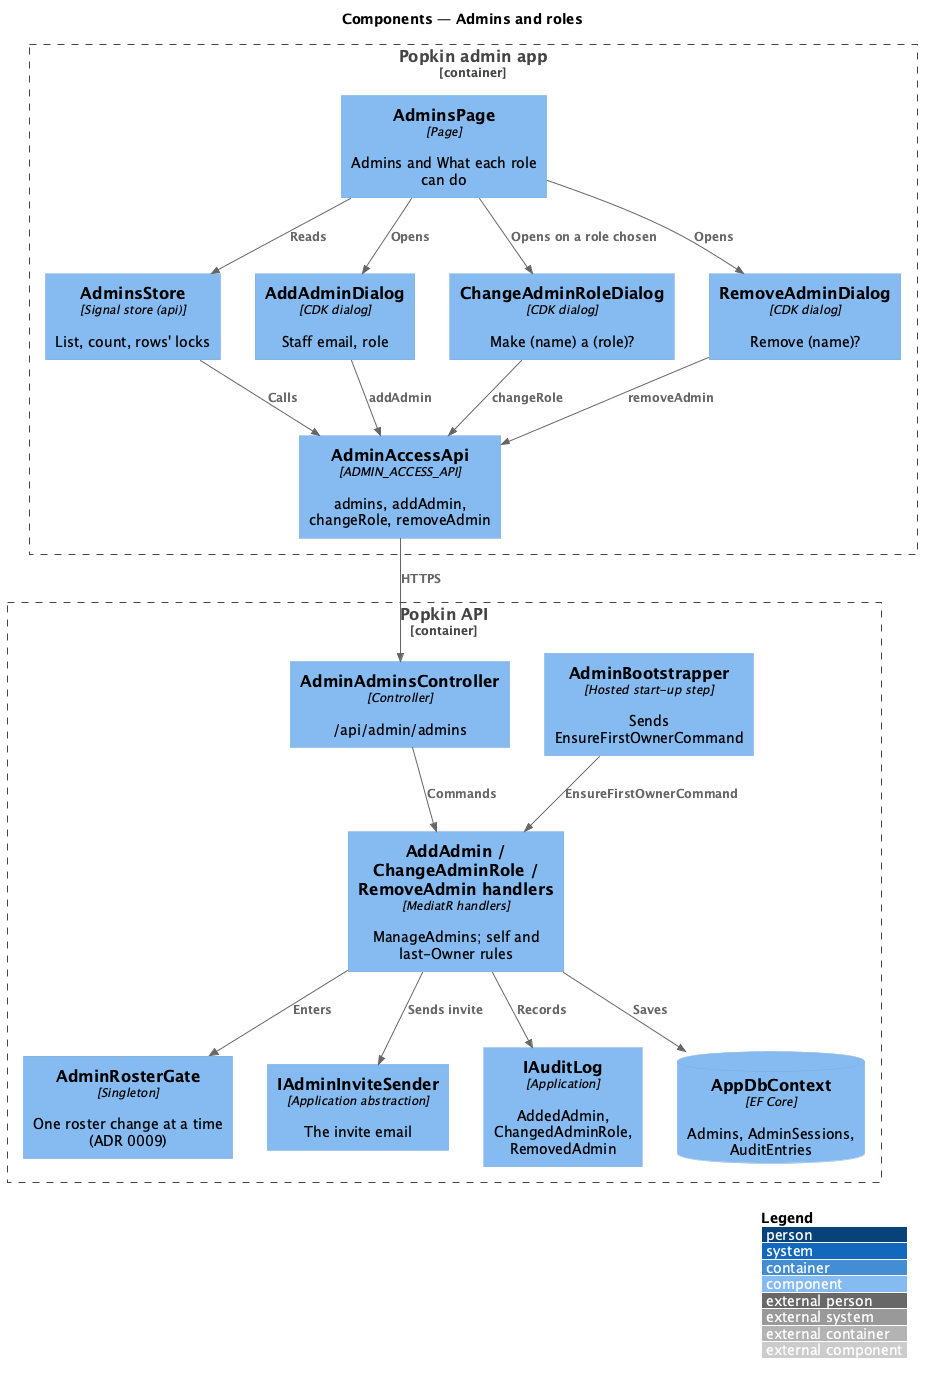 Components — Admins and roles
Popkin admin app
[container]
AdminsPage
[Page]
Admins and What each role
can do
Reads
Opens
Opens on a role chosen
Opens
AdminsStore
[Signal store (api)]
List, count, rows' locks
AddAdminDialog
[CDK dialog]
Staff email, role
ChangeAdminRoleDialog
[CDK dialog]
Make (name) a (role)?
RemoveAdminDialog
[CDK dialog]
Remove (name)?
Calls
addAdmin
changeRole
removeAdmin
AdminAccessApi
[ADMIN_ACCESS_API]
admins, addAdmin,
changeRole, removeAdmin
HTTPS
Popkin API
[container]
AdminAdminsController
[Controller]
/api/admin/admins
AdminBootstrapper
[Hosted start-up step]
Sends
EnsureFirstOwnerCommand
Commands
EnsureFirstOwnerCommand
AddAdmin /
ChangeAdminRole /
RemoveAdmin handlers
[MediatR handlers]
ManageAdmins; self and
last-Owner rules
Enters
Sends invite
Records
Saves
AdminRosterGate
[Singleton]
One roster change at a time
(ADR 0009)
IAdminInviteSender
[Application abstraction]
The invite email
IAuditLog
[Application]
AddedAdmin,
ChangedAdminRole,
RemovedAdmin
AppDbContext
[EF Core]
Admins, AdminSessions,
AuditEntries
Legend
person
system
container
component
external person
external system
external container
external component